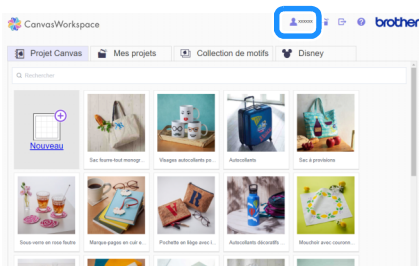 CanvasWorkspace
xxxxxx
brother
Projet Canvas
Mes projets
Collection de motifs
Disney
Rechercher
Nouveau
Sac fourre-tout monogr...
Visages autocollants po...
Autocollants
Sac à provisions
Sous-verre en rose feutre
Marque-pages en cuir a...
Pochette en liège avec l...
Autocollants décoratifs ...
Mouchoir avec couronn...